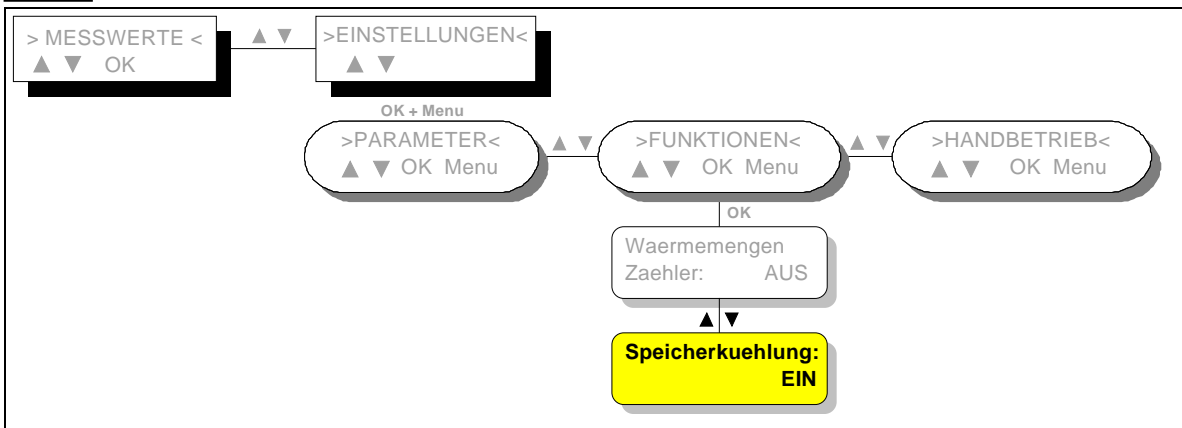 > MESSWERTE <
▲ ▼ OK
▲ ▼
>EINSTELLUNGEN<
▲ ▼
OK + Menu
>PARAMETER<
▲ ▼ OK Menu
▲ ▼
>FUNKTIONEN<
▲ ▼ OK Menu
▲ ▼
>HANDBETRIEB<
▲ ▼ OK Menu
OK
Waermemengen
Zaehler: AUS
▲ ▼
Speicherkuehlung:
EIN